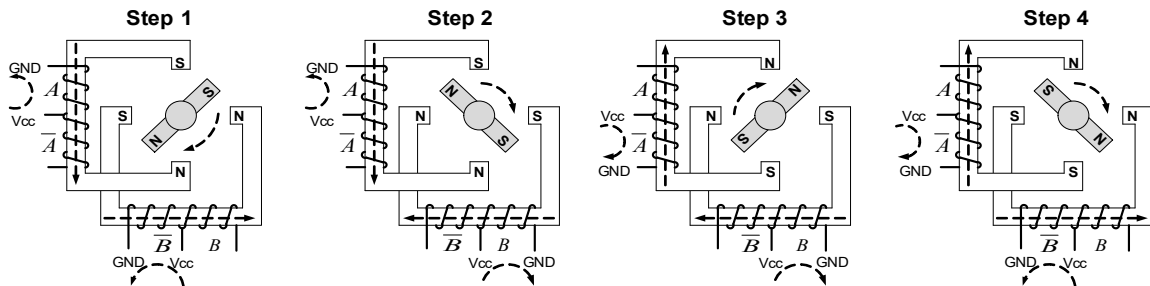 Step 1 Step 2 Step 3 Step 4
S S N N
GND GND
A S N A N S A N N A S N
S N N S N S S N
Vcc Vcc Vcc Vcc
A̅ N S A̅ N S A̅ S S A̅ N S
GND GND
B̅ B B̅ B B̅ B B̅ B
GND Vcc Vcc GND Vcc GND GND Vcc